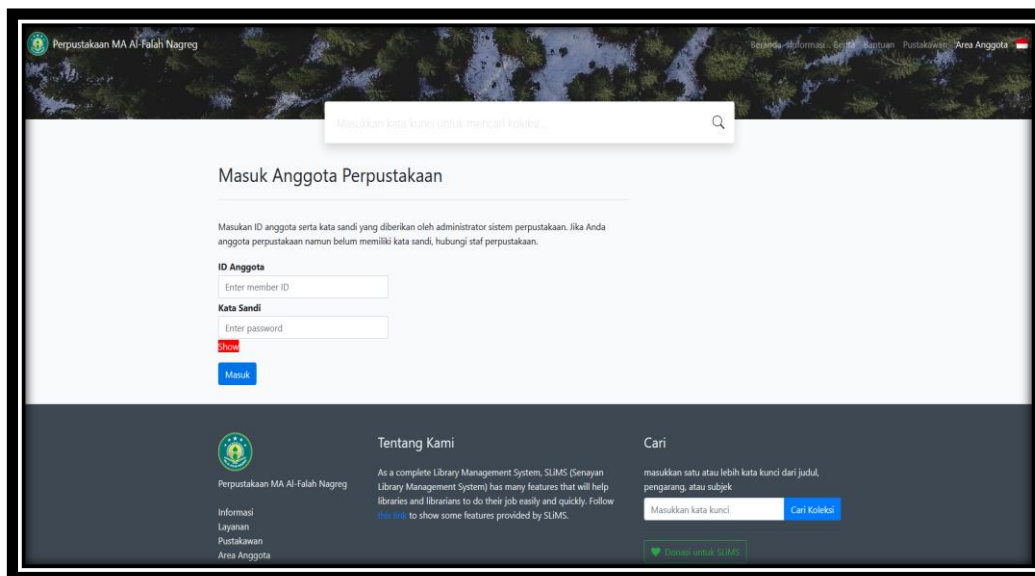 Perpustakaan MA Al-Falah Nagreg
Beranda Informasi Berita Bantuan Pustakawan Area Anggota
Masukkan kata kunci untuk mencari koleksi...
Masuk Anggota Perpustakaan
Masukan ID anggota serta kata sandi yang diberikan oleh administrator sistem perpustakaan. Jika Anda
anggota perpustakaan namun belum memiliki kata sandi, hubungi staf perpustakaan.
ID Anggota
Enter member ID
Kata Sandi
Enter password
Show
Masuk
Perpustakaan MA Al-Falah Nagreg
Informasi
Layanan
Pustakawan
Area Anggota
Tentang Kami
As a complete Library Management System, SLiMS (Senayan
Library Management System) has many features that will help
libraries and librarians to do their job easily and quickly. Follow
this link to show some features provided by SLiMS.
Cari
masukkan satu atau lebih kata kunci dari judul,
pengarang, atau subjek
Masukkan kata kunci
Cari Koleksi
Donasi untuk SLiMS